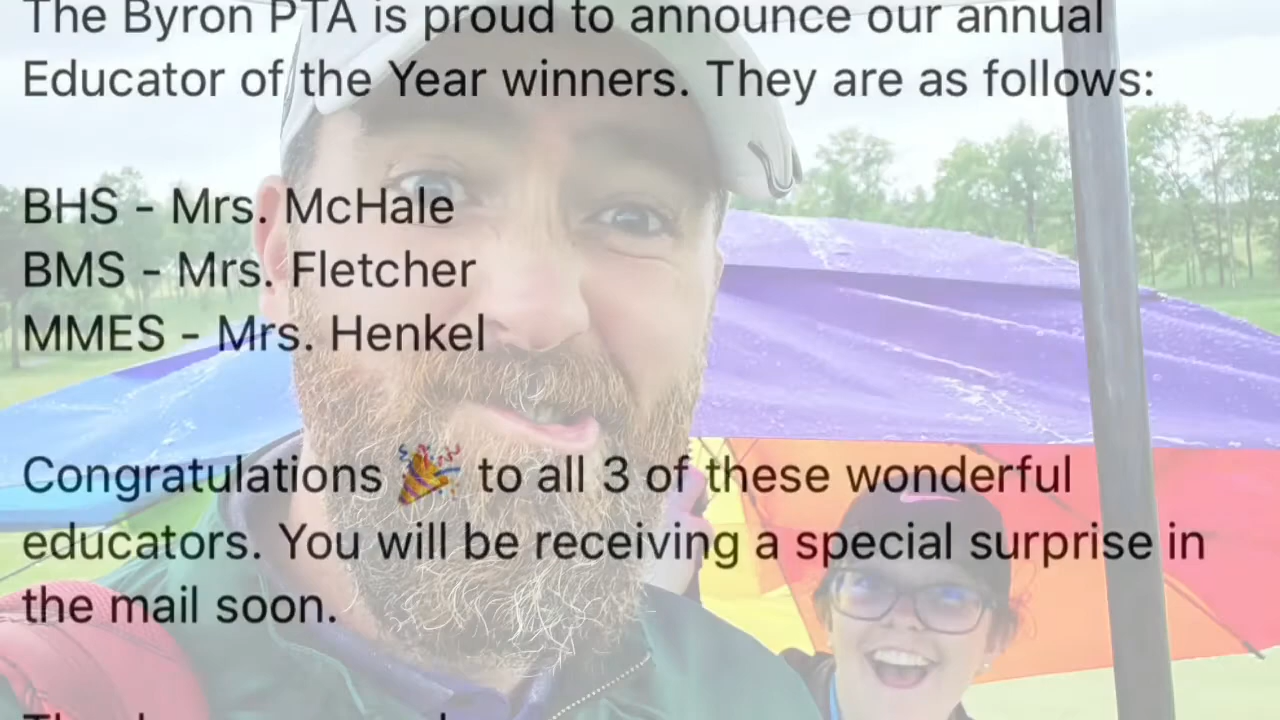 The Byron PTA is proud to announce our annual
Educator of the Year winners. They are as follows:
BHS - Mrs. McHale
BMS - Mrs. Fletcher
MMES - Mrs. Henkel
Congratulations 🎉 to all 3 of these wonderful
educators. You will be receiving a special surprise in
the mail soon.